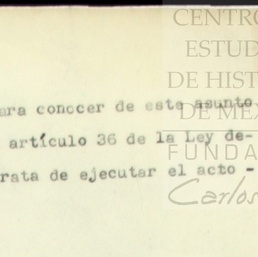 CENTRO
ESTUD
DE HIST
DE MÉX
FUNDA
Carlos
ara conocer de este asunto
artículo 36 de la Ley de-
rata de ejecutar el acto -